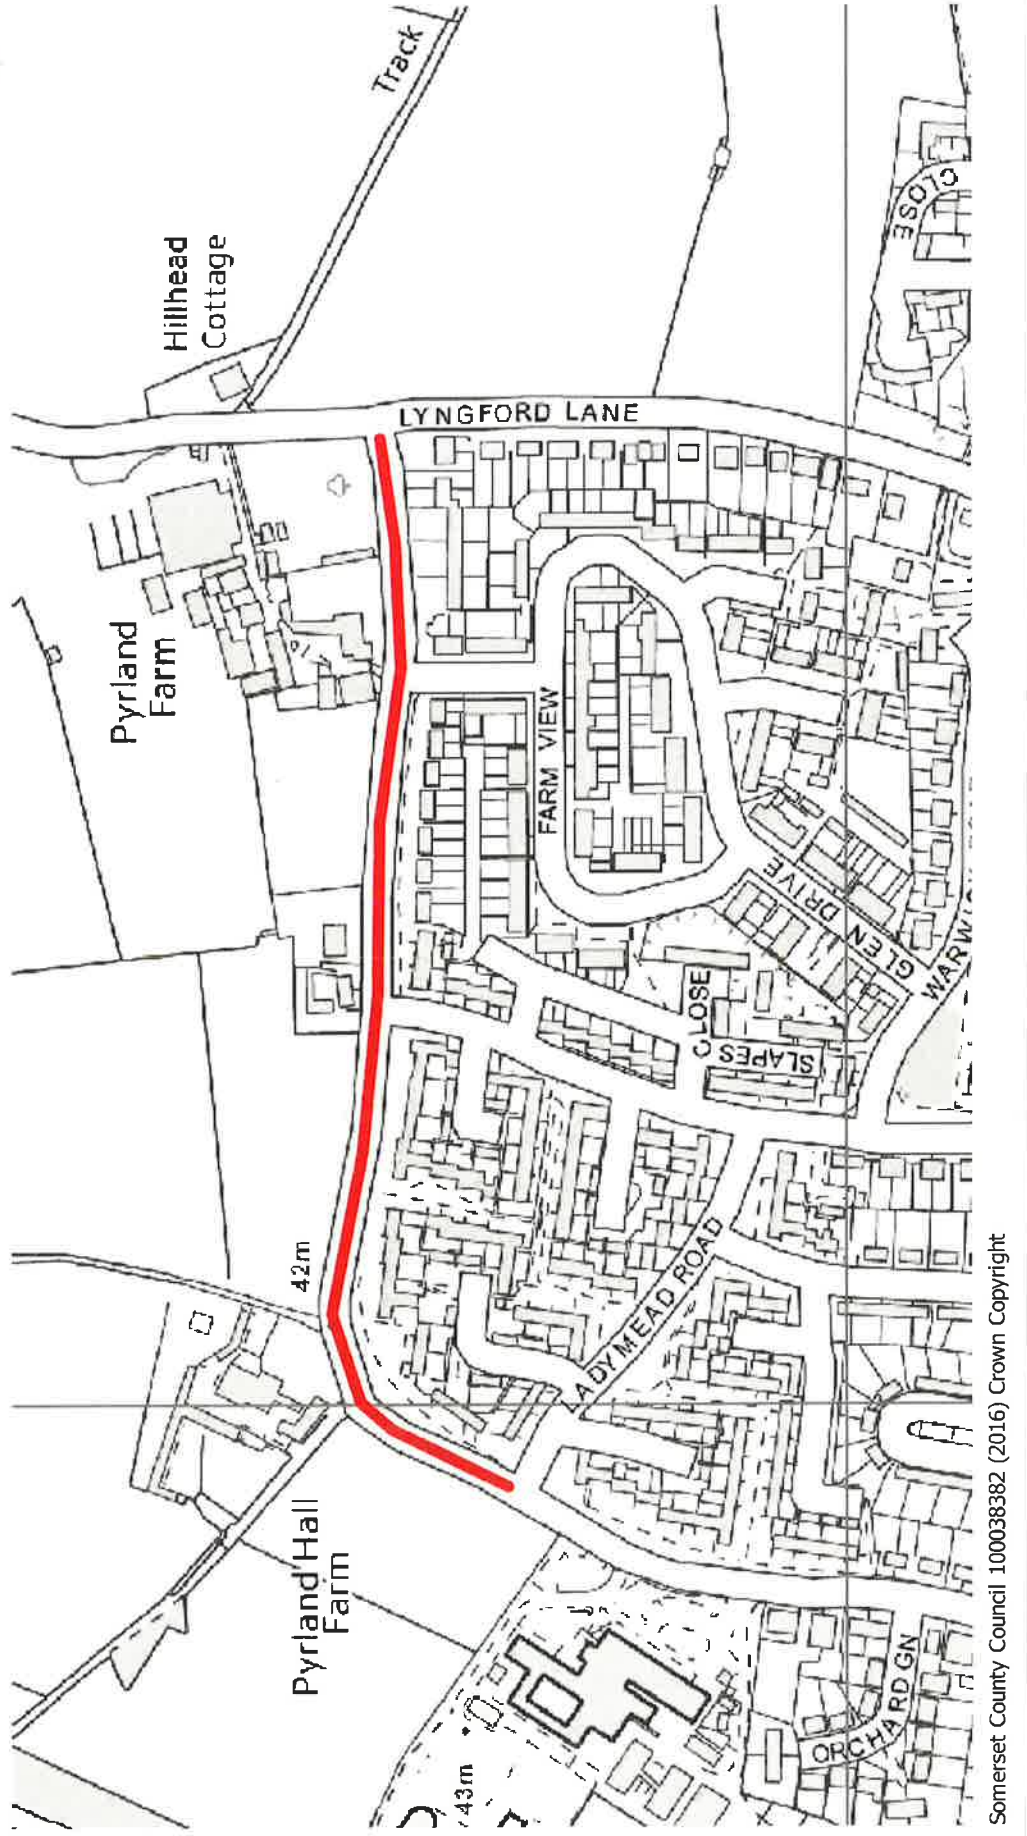 Track
Hillhead
Cottage
LYNGFORD LANE
CLOSE
Pyrland
Farm
FARM VIEW
GLEN DRIVE
SLAPES
CLOSE
42m
ADYMEAD ROAD
Pyrland Hall
Farm
43m
ORCHARD GN
Somerset County Council 100038382 (2016) Crown Copyright